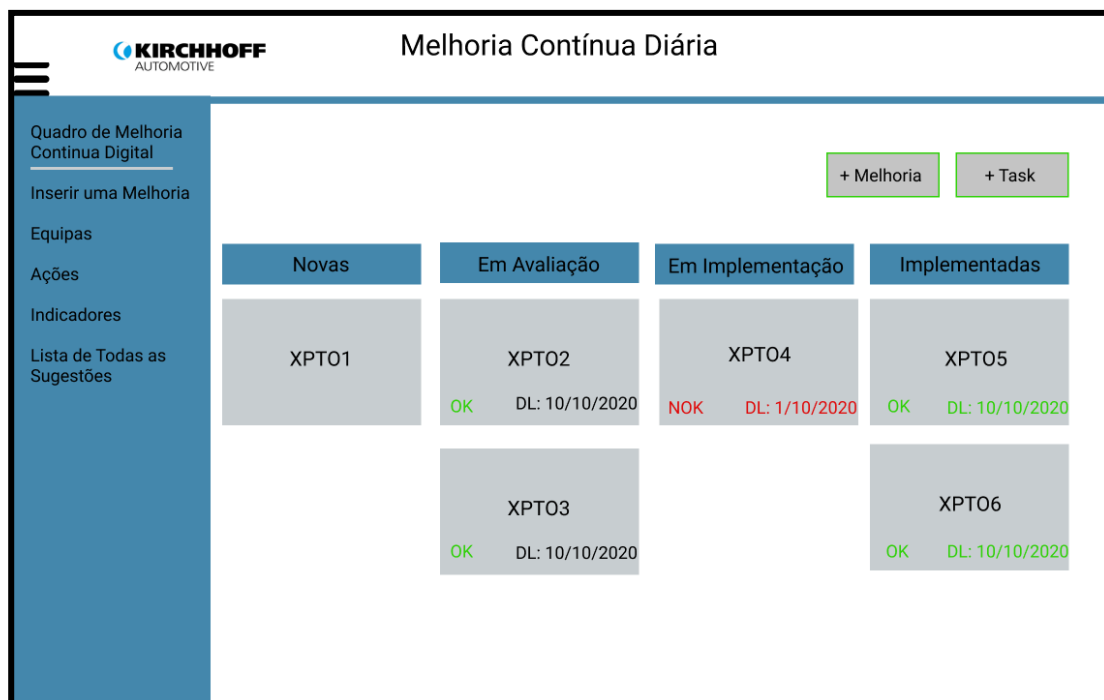 KIRCHHOFF
AUTOMOTIVE
Melhoria Contínua Diária
Quadro de Melhoria
Continua Digital
Inserir uma Melhoria
Equipas
Ações
Indicadores
Lista de Todas as
Sugestões
+ Melhoria
+ Task
Novas
Em Avaliação
Em Implementação
Implementadas
XPTO1
XPTO2
OK DL: 10/10/2020
XPTO4
NOK DL: 1/10/2020
XPTO5
OK DL: 10/10/2020
XPTO3
OK DL: 10/10/2020
XPTO6
OK DL: 10/10/2020